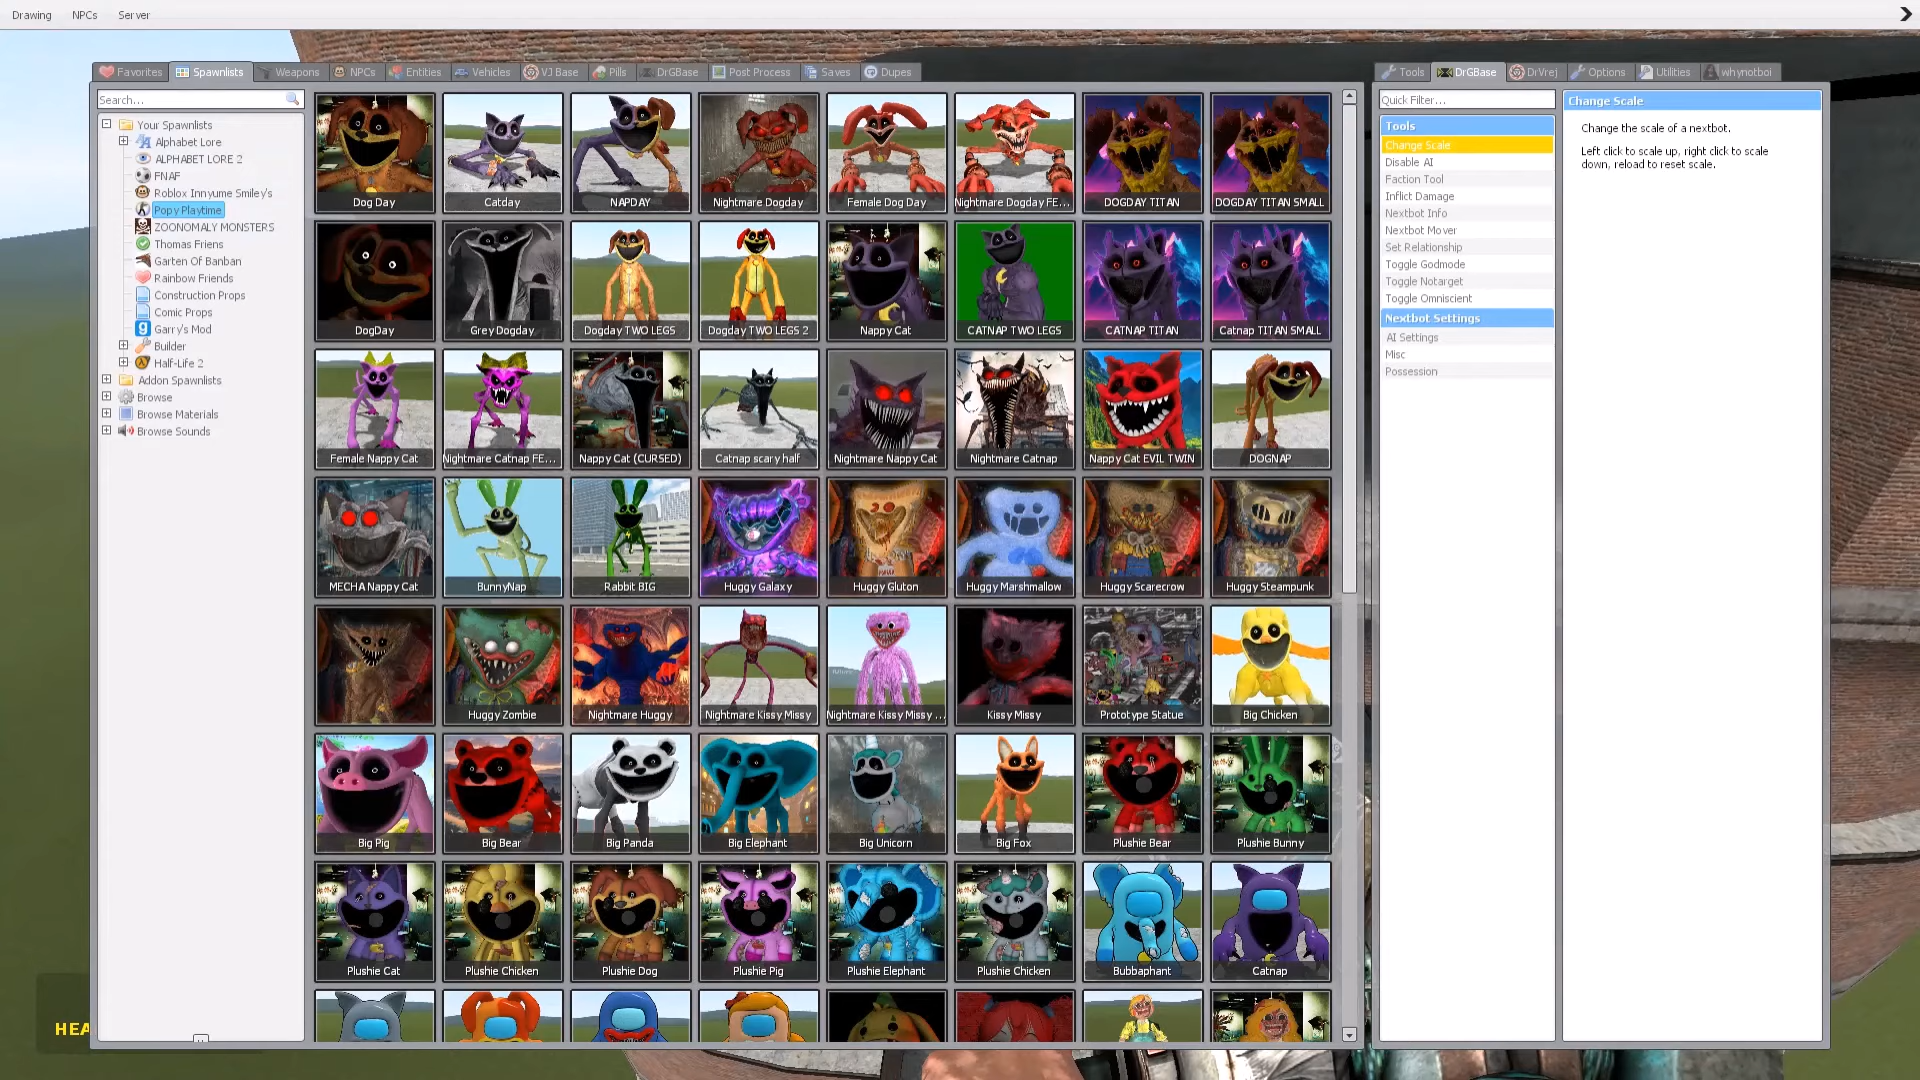 Drawing NPCs Server
Favorites Spawnlists Weapons NPCs Entities Vehicles VJ Base Pills DrGBase Post Process Saves Dupes
Tools DrGBase DrVrej Options Utilities whynotboi
Search...
Your Spawnlists
Alphabet Lore
ALPHABET LORE 2
FNAF
Roblox Innyume Smiley's
Popy Playtime
ZOONOMALY MONSTERS
Thomas Friens
Garten Of Banban
Rainbow Friends
Construction Props
Comic Props
Garry's Mod
Builder
Half-Life 2
Addon Spawnlists
Browse
Browse Materials
Browse Sounds
Dog Day Catday NAPDAY Nightmare Dogday Female Dog Day Nightmare Dogday FE... DOGDAY TITAN DOGDAY TITAN SMALL
DogDay Grey Dogday Dogday TWO LEGS Dogday TWO LEGS 2 Nappy Cat CATNAP TWO LEGS CATNAP TITAN Catnap TITAN SMALL
Female Nappy Cat Nightmare Catnap FE... Nappy Cat (CURSED) Catnap scary half Nightmare Nappy Cat Nightmare Catnap Nappy Cat EVIL TWIN DOGNAP
MECHA Nappy Cat BunnyNap Rabbit BIG Huggy Galaxy Huggy Gluton Huggy Marshmallow Huggy Scarecrow Huggy Steampunk
Huggy Zombie Nightmare Huggy Nightmare Kissy Missy Nightmare Kissy Missy ... Kissy Missy Prototype Statue Big Chicken
Big Pig Big Bear Big Panda Big Elephant Big Unicorn Big Fox Plushie Bear Plushie Bunny
Plushie Cat Plushie Chicken Plushie Dog Plushie Pig Plushie Elephant Plushie Chicken Bubbaphant Catnap
Quick Filter...
Tools
Change Scale
Disable AI
Faction Tool
Inflict Damage
Nextbot Info
Nextbot Mover
Set Relationship
Toggle Godmode
Toggle Notarget
Toggle Omniscient
Nextbot Settings
AI Settings
Misc
Possession
Change Scale
Change the scale of a nextbot.
Left click to scale up, right click to scale
down, reload to reset scale.
HEA